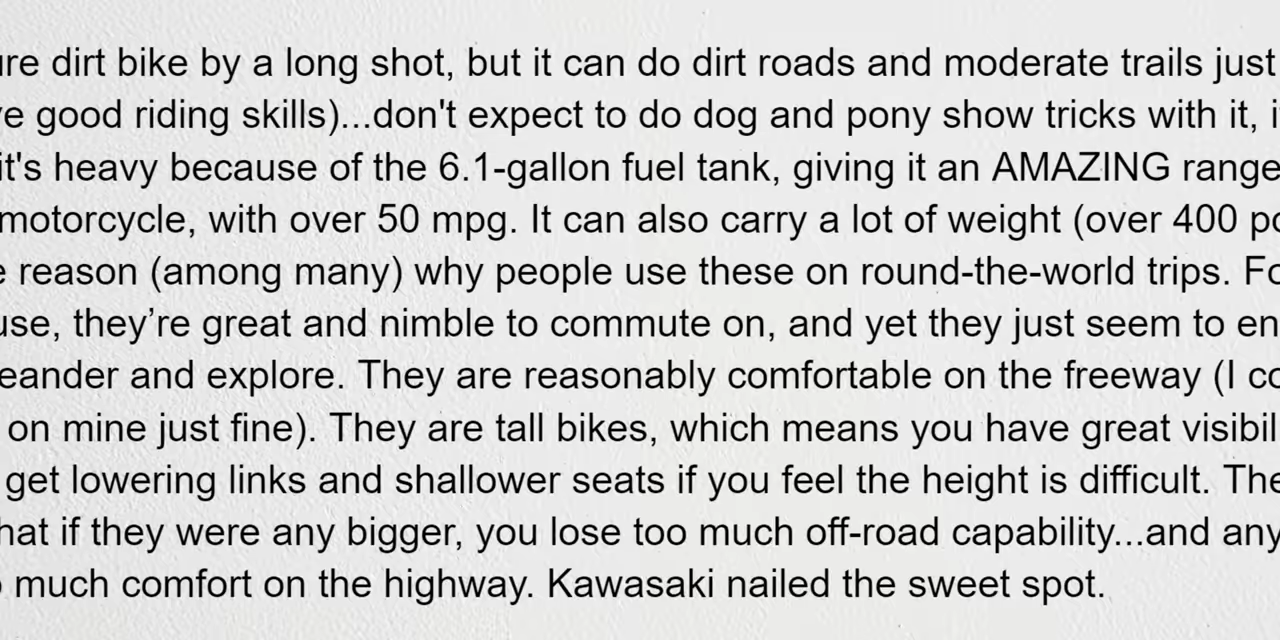 ure dirt bike by a long shot, but it can do dirt roads and moderate trails just
ve good riding skills)...don't expect to do dog and pony show tricks with it, i
it's heavy because of the 6.1-gallon fuel tank, giving it an AMAZING range
motorcycle, with over 50 mpg. It can also carry a lot of weight (over 400 po
e reason (among many) why people use these on round-the-world trips. Fo
use, they’re great and nimble to commute on, and yet they just seem to en
eander and explore. They are reasonably comfortable on the freeway (I co
on mine just fine). They are tall bikes, which means you have great visibil
get lowering links and shallower seats if you feel the height is difficult. The
hat if they were any bigger, you lose too much off-road capability...and any
o much comfort on the highway. Kawasaki nailed the sweet spot.